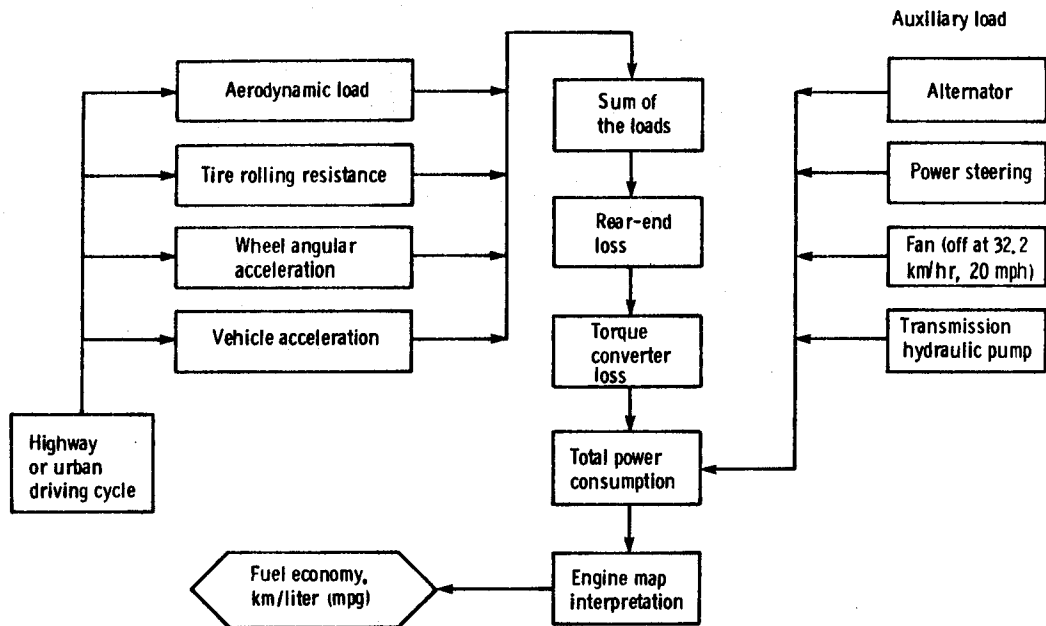 Auxiliary load
Aerodynamic load
Tire rolling resistance
Wheel angular
acceleration
Vehicle acceleration
Highway
or urban
driving cycle
Sum of
the loads
Rear-end
loss
Torque
converter
loss
Total power
consumption
Engine map
interpretation
Fuel economy,
km/liter (mpg)
Alternator
Power steering
Fan (off at 32.2
km/hr, 20 mph)
Transmission
hydraulic pump